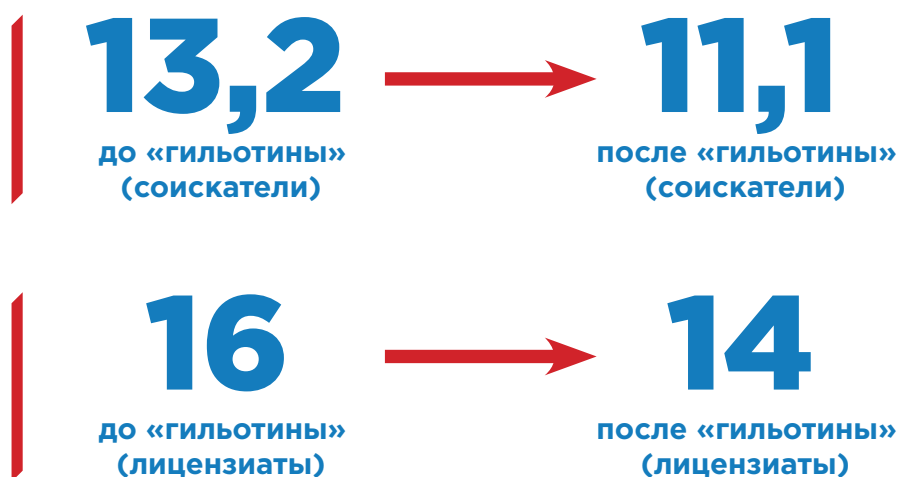 13,2
11,1
до «гильотины»
(соискатели)
после «гильотины»
(соискатели)
16
14
до «гильотины»
(лицензиаты)
после «гильотины»
(лицензиаты)